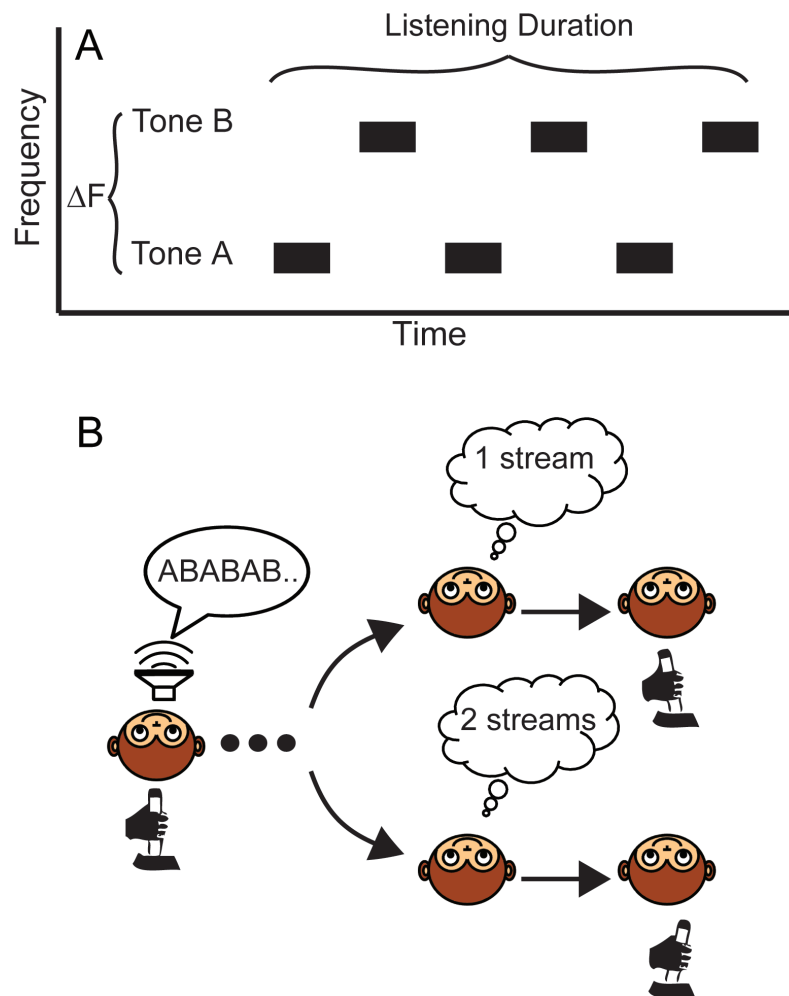 A
Listening Duration
Frequency
ΔF
Tone B
Tone A
Time
B
1 stream
ABABAB..
2 streams